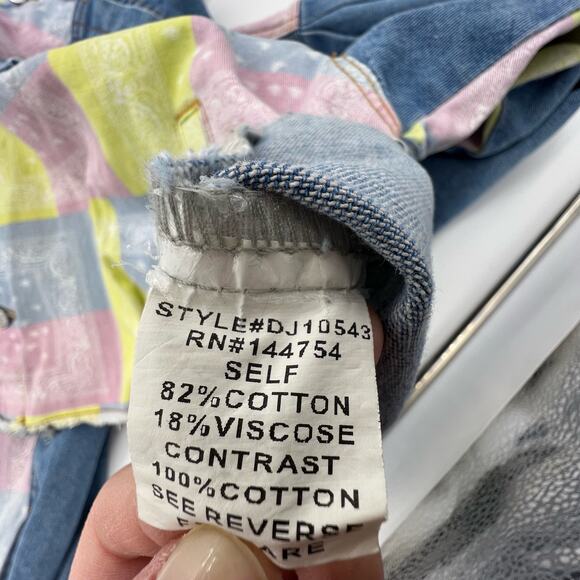 STYLE#DJ10543
RN#144754
SELF
82%COTTON
18%VISCOSE
CONTRAST
100%COTTON
SEE REVERSE